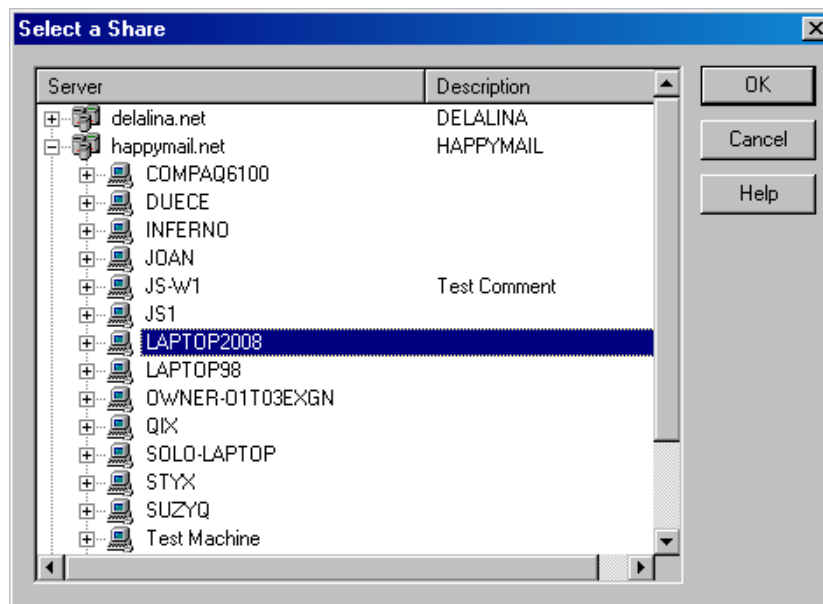 Select a Share
Server Description
delalina.net DELALINA
happymail.net HAPPYMAIL
COMPAQ6100
DUECE
INFERNO
JOAN
JS-W1 Test Comment
JS1
LAPTOP2008
LAPTOP98
OWNER-01T03EXGN
QIX
SOLO-LAPTOP
STYX
SUZYQ
Test Machine
OK
Cancel
Help